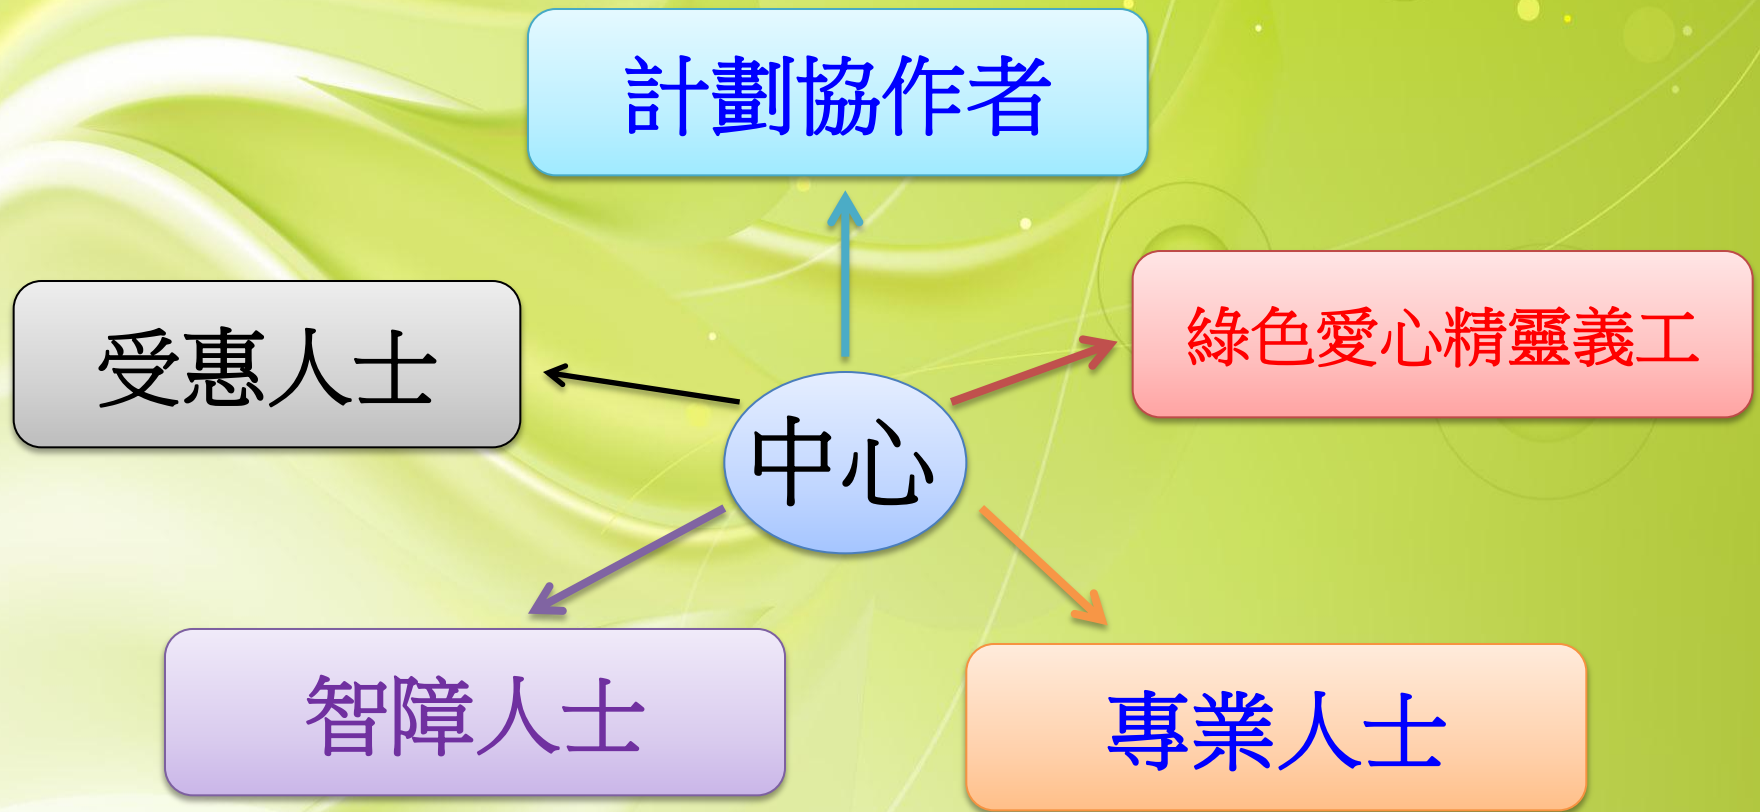 計劃協作者
綠色愛心精靈義工
受惠人士
中心
智障人士
專業人士